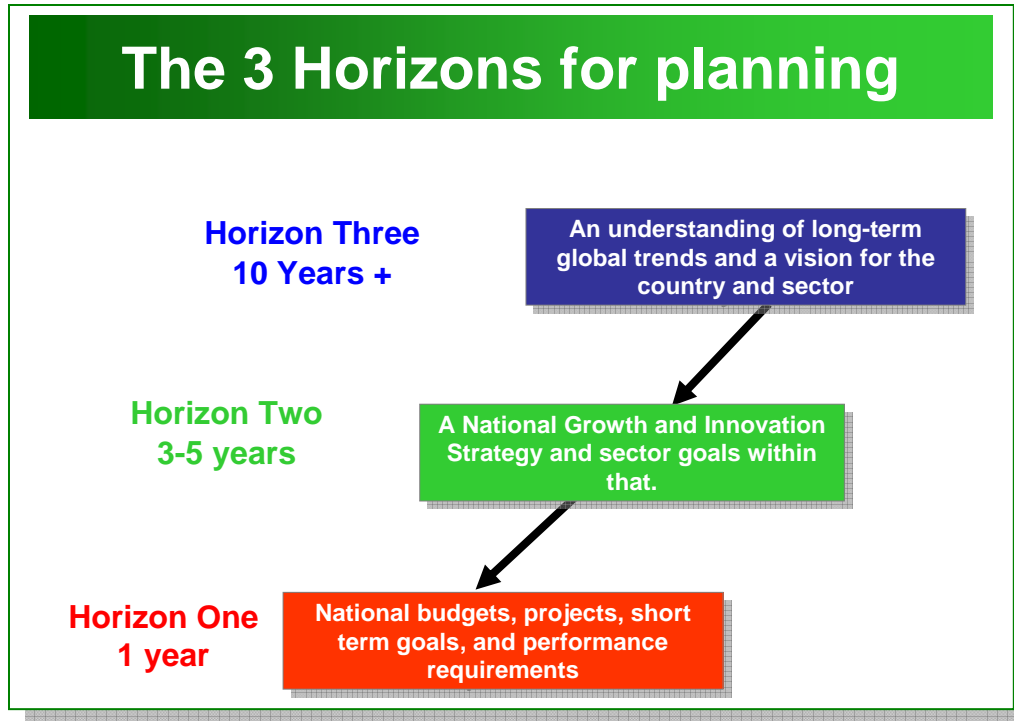 The 3 Horizons for planning
Horizon Three
10 Years +
An understanding of long-term
global trends and a vision for the
country and sector
Horizon Two
3-5 years
A National Growth and Innovation
Strategy and sector goals within
that.
Horizon One
1 year
National budgets, projects, short
term goals, and performance
requirements